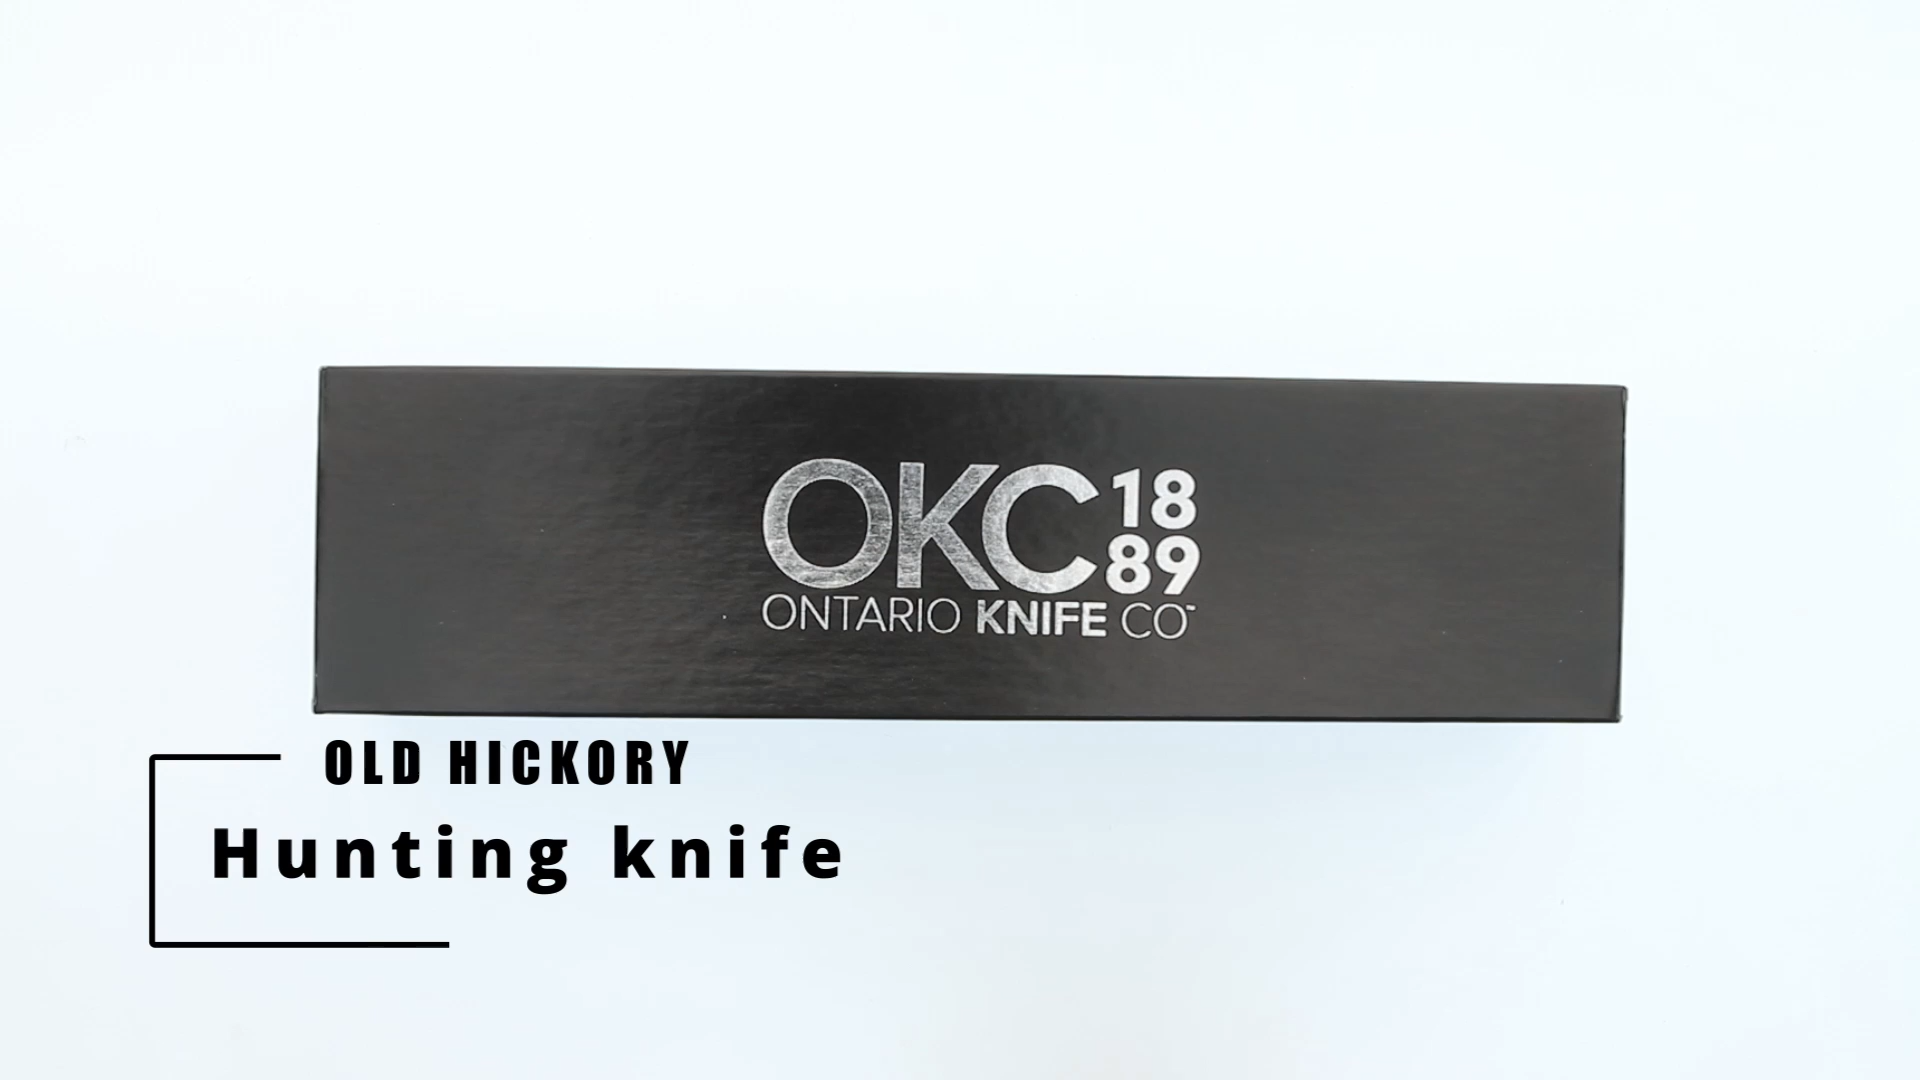 OKC 18
89
ONTARIO KNIFE CO™
OLD HICKORY
Hunting knife